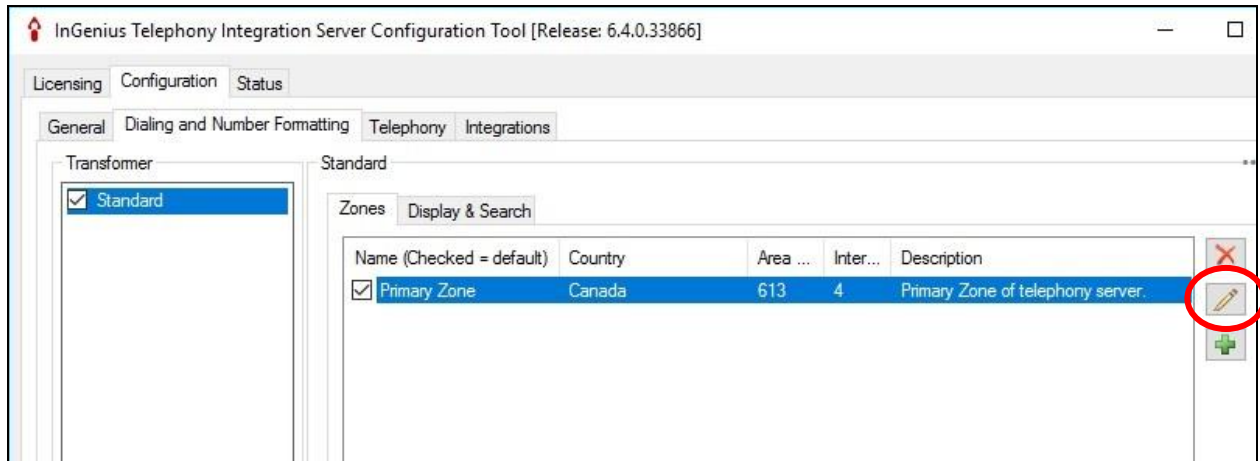 InGenius Telephony Integration Server Configuration Tool [Release: 6.4.0.33866]
Licensing Configuration Status
General Dialing and Number Formatting Telephony Integrations
Transformer Standard
Standard
Zones Display & Search
Name (Checked = default) Country Area ... Inter... Description
Primary Zone Canada 613 4 Primary Zone of telephony server.